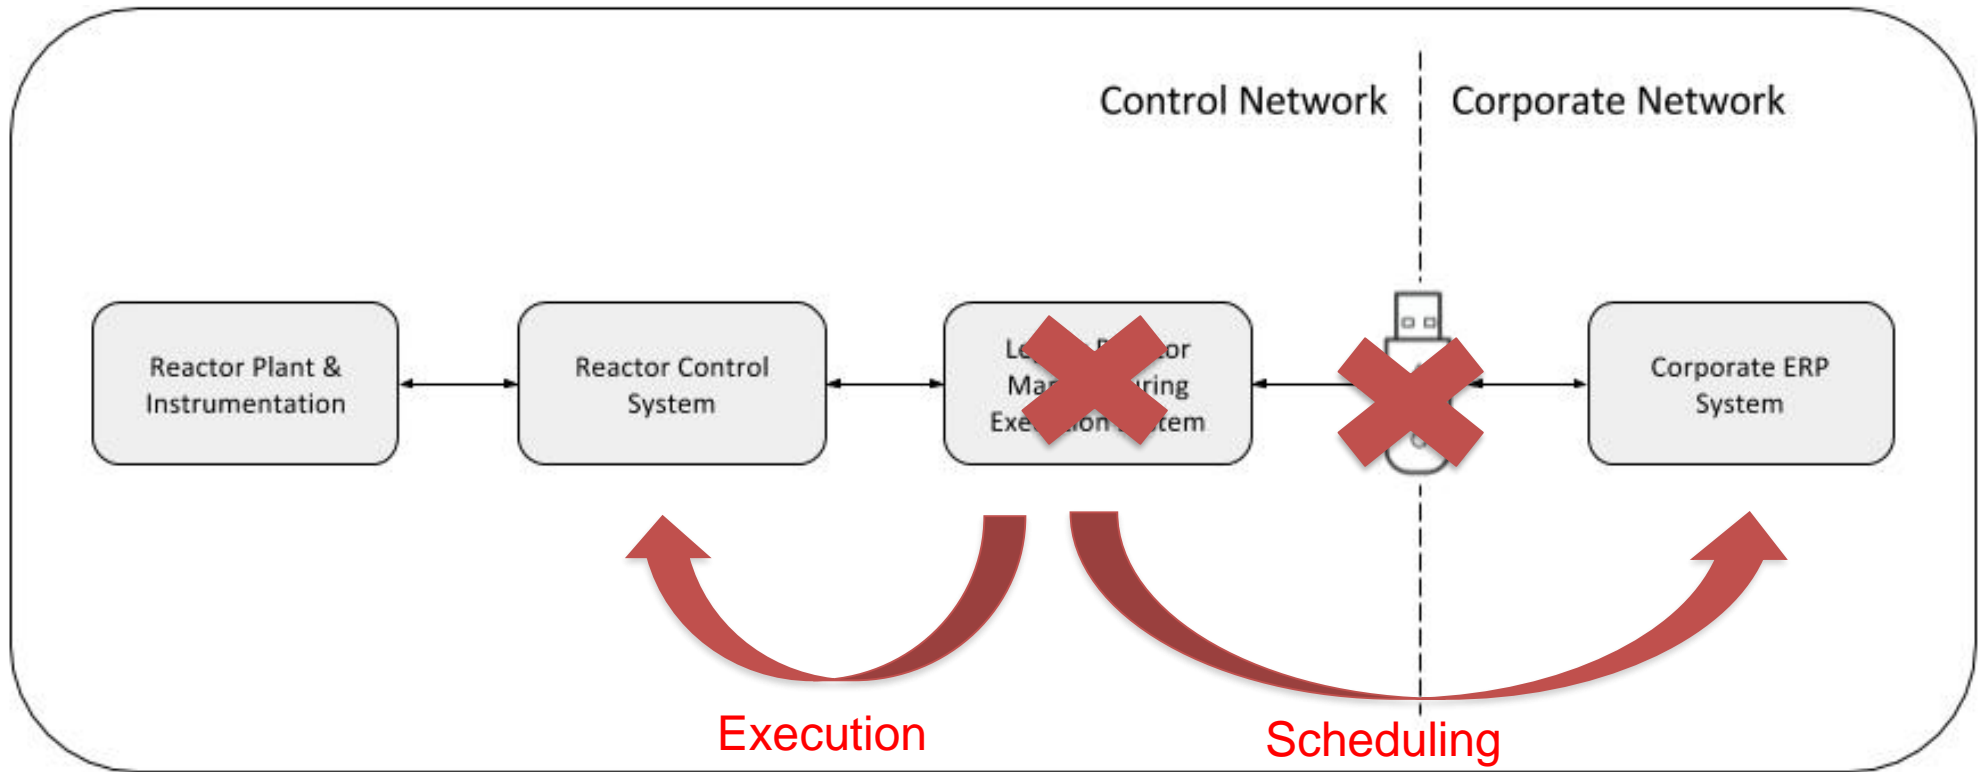 Control Network
Corporate Network
Reactor Plant &
Instrumentation
Reactor Control
System
Corporate ERP
System
Execution
Scheduling